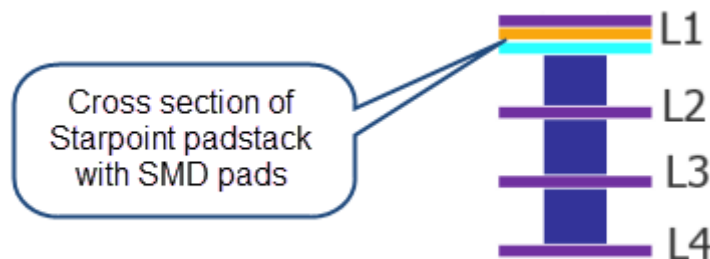 L1
Cross section of
Starpoint padstack
with SMD pads
L2
L3
L4